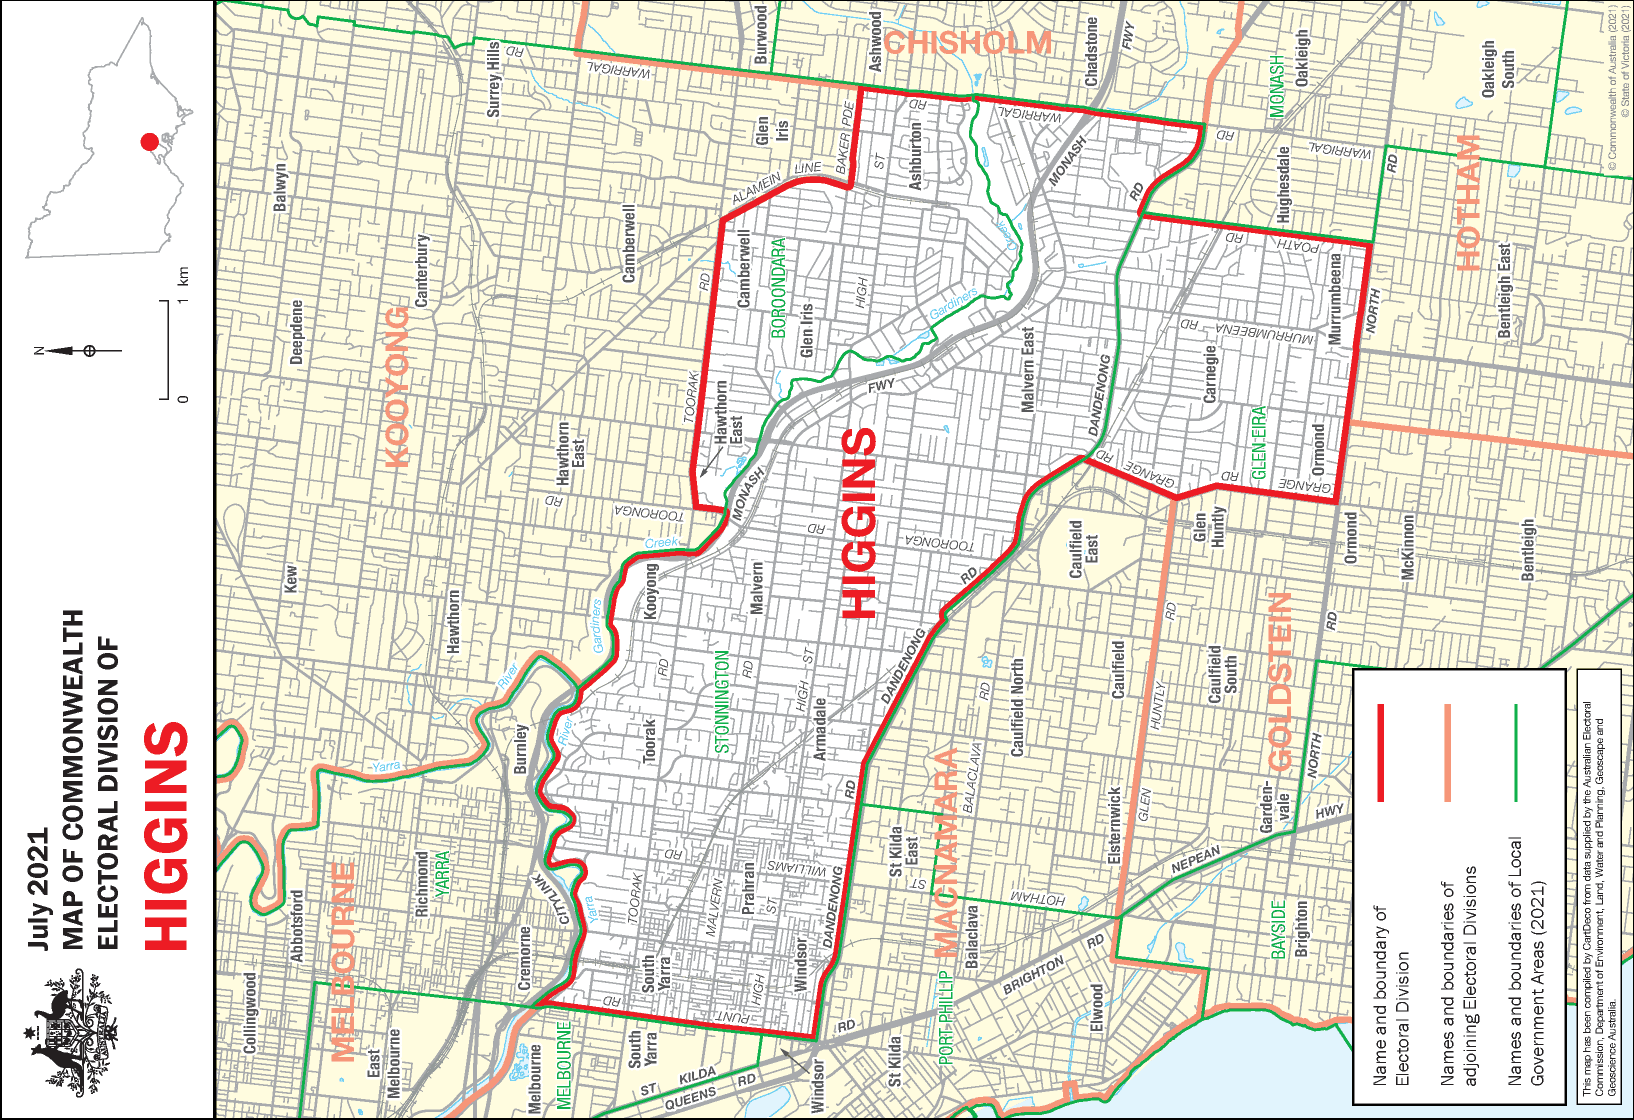 July 2021
MAP OF COMMONWEALTH
ELECTORAL DIVISION OF
HIGGINS
N
0 1 km
KOOYONG
MELBOURNE
CHISHOLM
HOTHAM
GOLDSTEIN
MACNAMARA
HIGGINS
YARRA
BOROONDARA
STONNINGTON
MONASH
GLEN EIRA
BAYSIDE
PORT PHILLIP
MELBOURNE
Collingwood
Abbotsford
Richmond
Burnley
Cremorne
East
Melbourne
Melbourne
Kew
Hawthorn
Deepdene
Balwyn
Canterbury
Surrey Hills
Camberwell
Hawthorn
East
Burwood
Ashwood
Glen
Iris
Chadstone
Oakleigh
Oakleigh
South
Hughesdale
Ashburton
Camberwell
Glen Iris
Hawthorn
East
Kooyong
Malvern
Malvern East
Toorak
Armadale
Prahran
South
Yarra
Windsor
South
Yarra
Windsor
St Kilda
St Kilda
East
Balaclava
Elwood
Elsternwick
Brighton
Garden-
vale
Caulfield North
Caulfield
Caulfield
South
Caulfield
East
Glen
Huntly
Carnegie
Murrumbeena
Ormond
Ormond
McKinnon
Bentleigh
Bentleigh East
Yarra
River
Yarra
River
Gardiners
Creek
Gardiners
Creek
WARRIGAL
RD
WARRIGAL
RD
WARRIGAL
RD
BAKER PDE
ALAMEIN
LINE
TOORAK
RD
HIGH
ST
MONASH
FWY
MONASH
FWY
MONASH
TOORONGA
RD
TOORONGA
RD
DANDENONG
RD
DANDENONG
RD
DANDENONG
RD
RD
MURRUMBEENA
RD
POATH
RD
NORTH
RD
NORTH
RD
GRANGE
RD
GRANGE
RD
TOORAK
RD
MALVERN
RD
HIGH
ST
HIGH
ST
WILLIAMS
RD
PUNT
RD
CITYLINK
ST
KILDA
RD
QUEENS
RD
BRIGHTON
RD
HOTHAM
ST
BALACLAVA
RD
GLEN
HUNTLY
RD
NEPEAN
HWY
Name and boundary of
Electoral Division
Names and boundaries of
adjoining Electoral Divisions
Names and boundaries of Local
Government Areas (2021)
This map has been compiled by CartDeco from data supplied by the Australian Electoral
Commission, Department of Environment, Land, Water and Planning, Geoscape and
Geoscience Australia.
© Commonwealth of Australia (2021)
© State of Victoria (2021)